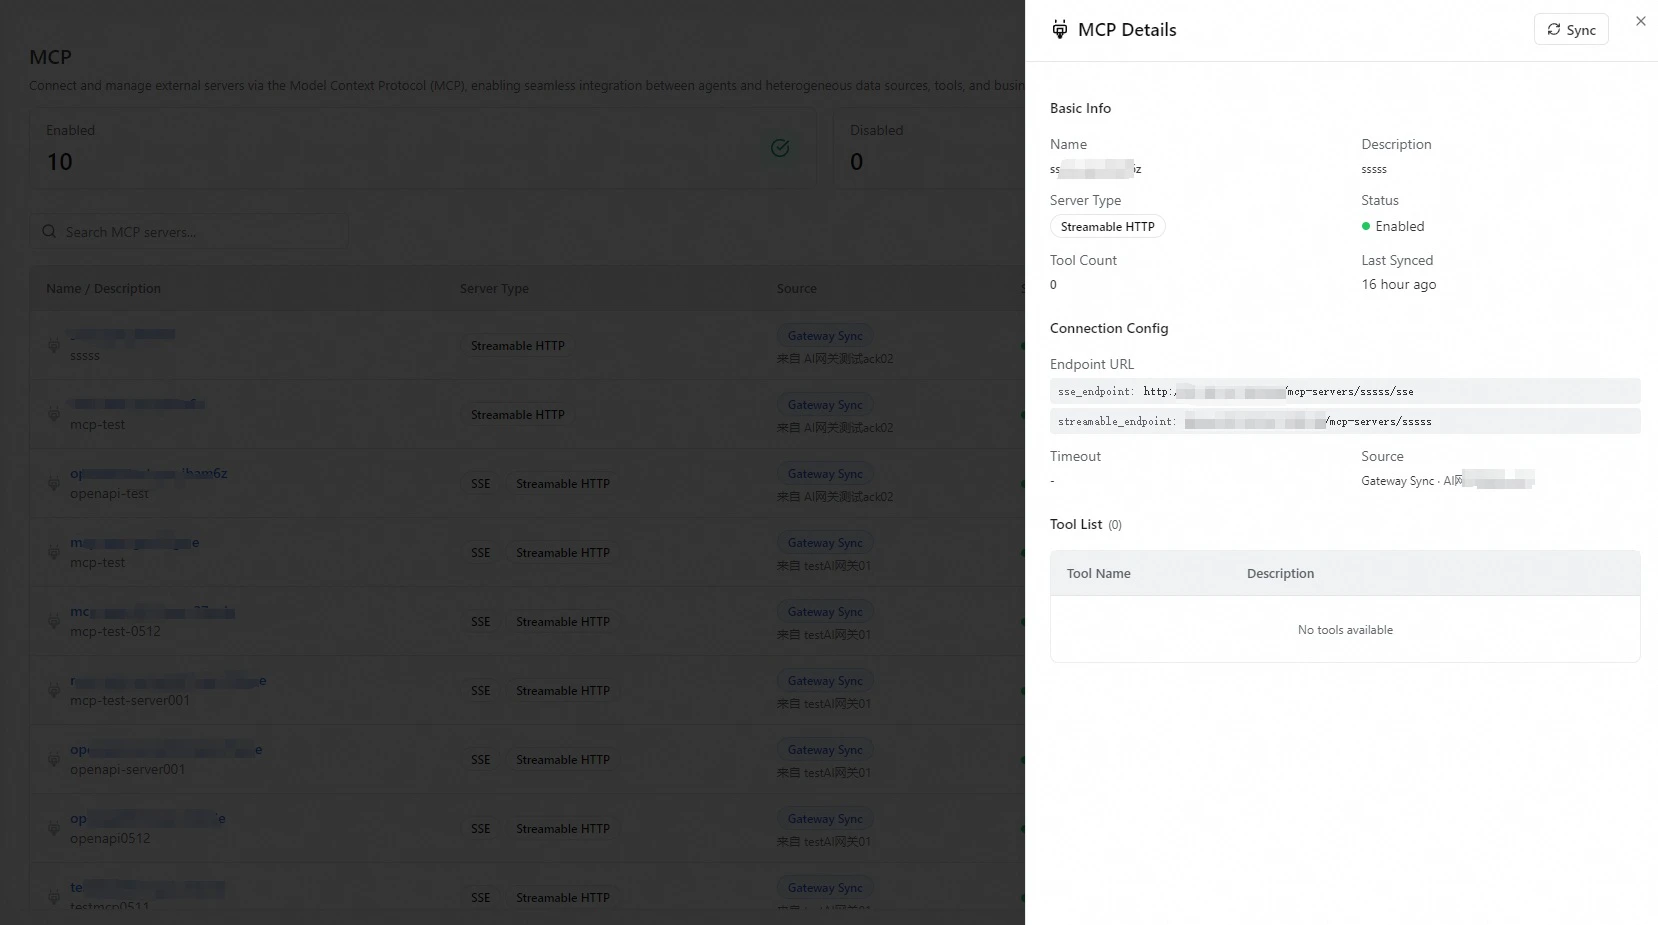 MCP
Connect and manage external servers via the Model Context Protocol (MCP), enabling seamless integration between agents and heterogeneous data sources, tools, and busin
Enabled
10
Disabled
0
Search MCP servers...
Name / Description
Server Type
Source
sssss
Streamable HTTP
Gateway Sync
来自 AI网关测试ack02
mcp-test
Streamable HTTP
Gateway Sync
来自 AI网关测试ack02
openapi-test
SSE
Streamable HTTP
Gateway Sync
来自 AI网关测试ack02
mcp-test
SSE
Streamable HTTP
Gateway Sync
来自 testAI网关01
mcp-test-0512
SSE
Streamable HTTP
Gateway Sync
来自 testAI网关01
mcp-test-server001
SSE
Streamable HTTP
Gateway Sync
来自 testAI网关01
openapi-server001
SSE
Streamable HTTP
Gateway Sync
来自 testAI网关01
openapi0512
SSE
Streamable HTTP
Gateway Sync
来自 testAI网关01
testmcp0511
SSE
Streamable HTTP
Gateway Sync
MCP Details
Sync
Basic Info
Name
Description
sssss
Server Type
Status
Streamable HTTP
Enabled
Tool Count
Last Synced
0
16 hour ago
Connection Config
Endpoint URL
sse_endpoint: http:/ /mcp-servers/sssss/sse
streamable_endpoint: /mcp-servers/sssss
Timeout
Source
-
Gateway Sync · AI网
Tool List (0)
Tool Name
Description
No tools available